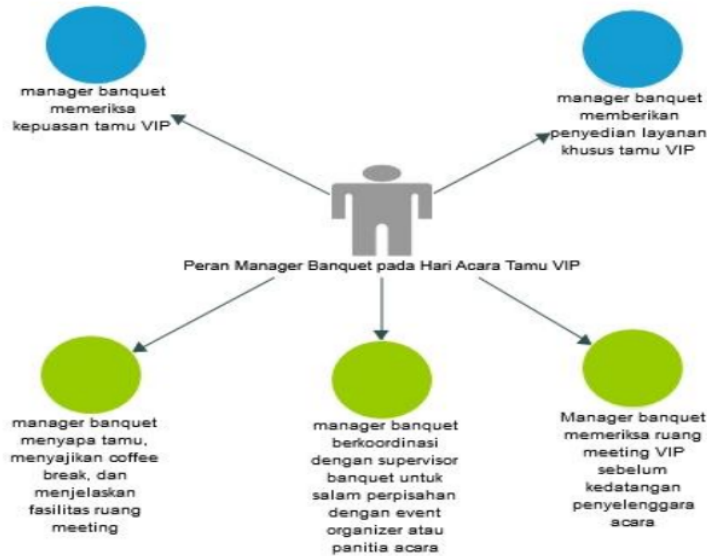 manager banquet
memeriksa
kepuasan tamu VIP
manager banquet
memberikan
penyedian layanan
khusus tamu VIP
Peran Manager Banquet pada Hari Acara Tamu VIP
manager banquet
menyapa tamu,
menyajikan coffee
break, dan
menjelaskan
fasilitas ruang
meeting
manager banquet
berkoordinasi
dengan supervisor
banquet untuk
salam perpisahan
dengan event
organizer atau
panitia acara
Manager banquet
memeriksa ruang
meeting VIP
sebelum
kedatangan
penyelenggara
acara